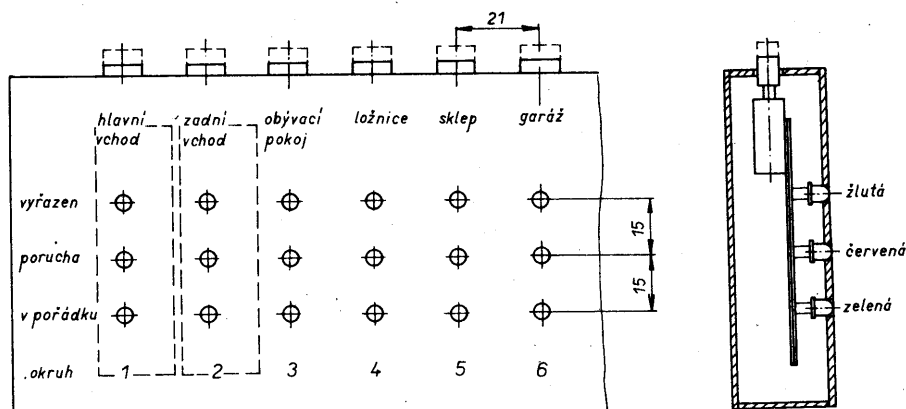 21
hlavní vchod
zadní vchod
obývací pokoj
ložnice
sklep
garáž
vyřazen
porucha
v pořádku
okruh 1 2 3 4 5 6
15
15
žlutá
červená
zelená